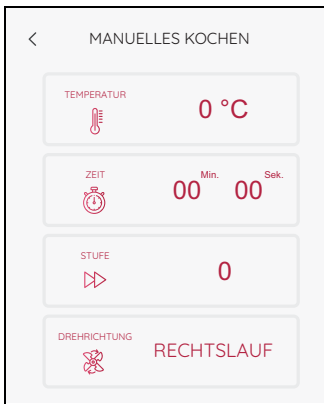 MANUELLES KOCHEN
TEMPERATUR
0 °C
ZEIT
00 Min. 00 Sek.
STUFE
0
DREHRICHTUNG
RECHTSLAUF